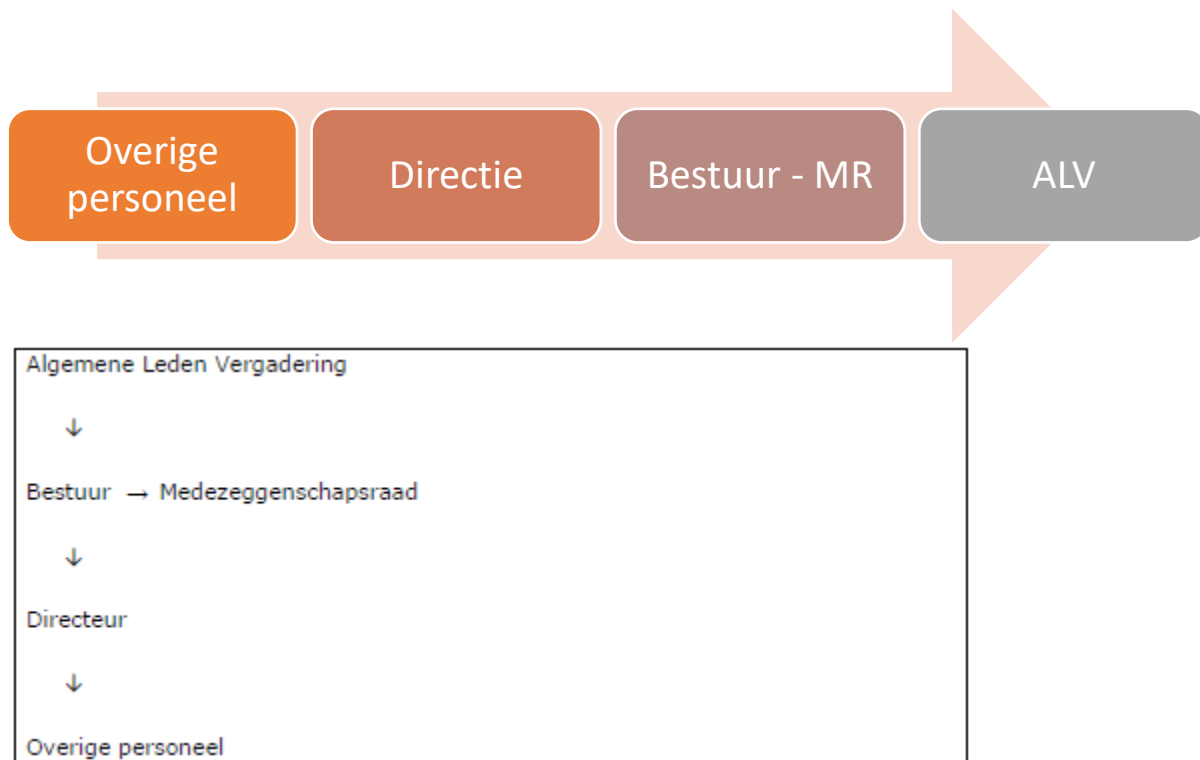 Overige
personeel
Directie
Bestuur - MR
ALV
Algemene Leden Vergadering
↓
Bestuur → Medezeggenschapsraad
↓
Directeur
↓
Overige personeel